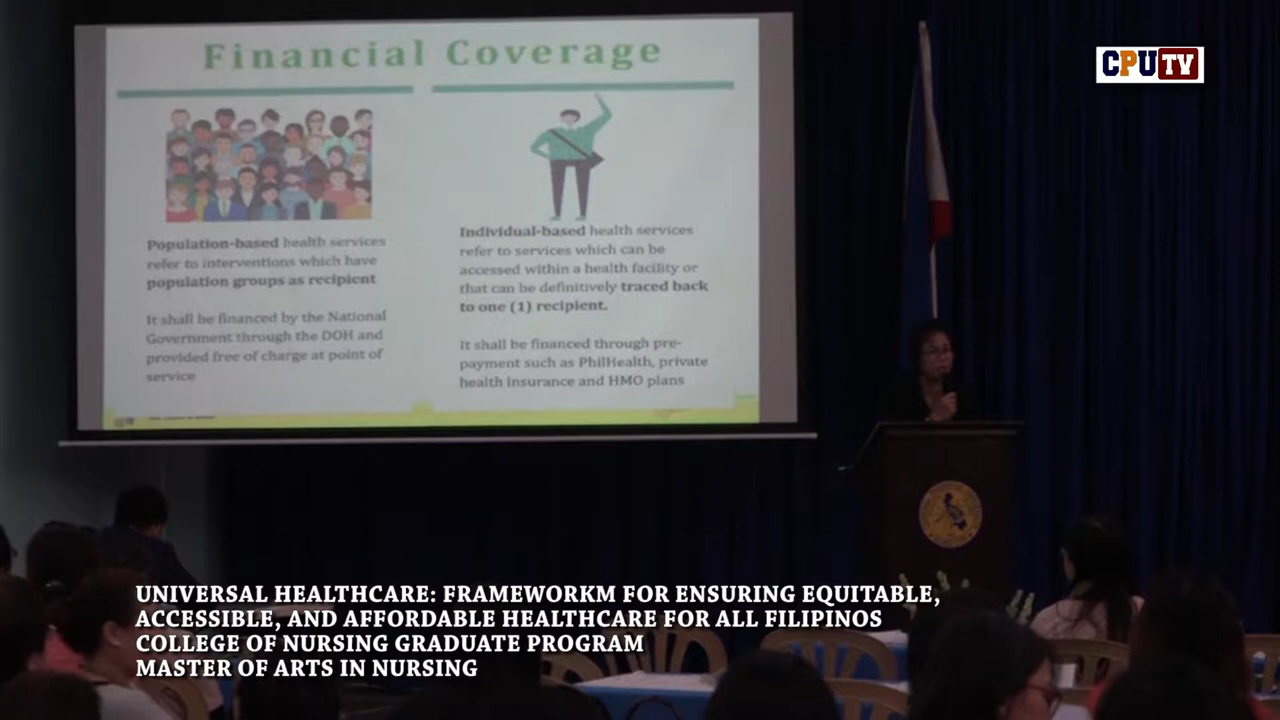 Financial Coverage
CPUTV
Population-based health services
refer to interventions which have
population groups as recipient
It shall be financed by the National
Government through the DOH and
provided free of charge at point of
service
Individual-based health services
refer to services which can be
accessed within a health facility or
that can be definitively traced back
to one (1) recipient.
It shall be financed through pre-
payment such as PhilHealth, private
health insurance and HMO plans
UNIVERSAL HEALTHCARE: FRAMEWORKM FOR ENSURING EQUITABLE,
ACCESSIBLE, AND AFFORDABLE HEALTHCARE FOR ALL FILIPINOS
COLLEGE OF NURSING GRADUATE PROGRAM
MASTER OF ARTS IN NURSING